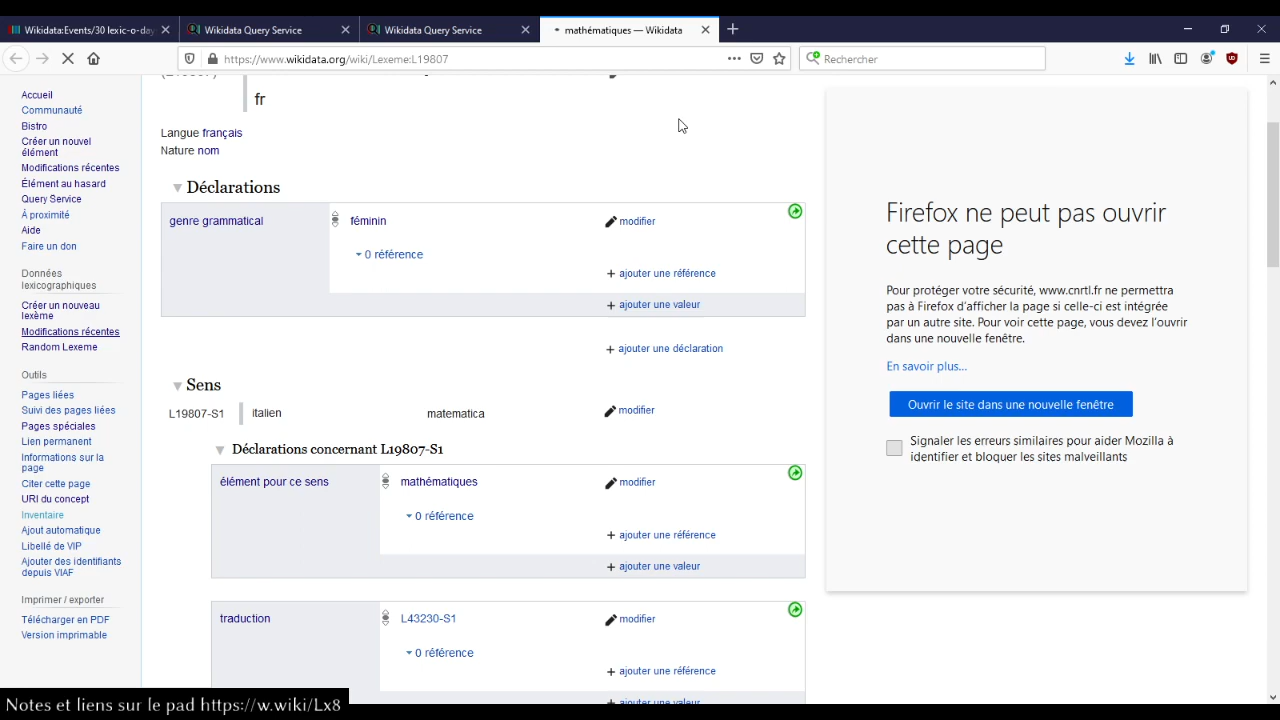 Wikidata:Events/30 lexic-o-day
Wikidata Query Service
Wikidata Query Service
mathématiques — Wikidata
https://www.wikidata.org/wiki/Lexeme:L19807
Rechercher
fr
Langue français
Nature nom
Accueil
Communauté
Bistro
Créer un nouvel
élément
Modifications récentes
Élément au hasard
Query Service
À proximité
Aide
Faire un don
Données
lexicographiques
Créer un nouveau
lexème
Modifications récentes
Random Lexeme
Outils
Pages liées
Suivi des pages liées
Pages spéciales
Lien permanent
Informations sur la
page
Citer cette page
URI du concept
Inventaire
Ajout automatique
Libellé de VIP
Ajouter des identifiants
depuis VIAF
Imprimer / exporter
Télécharger en PDF
Version imprimable
Déclarations
genre grammatical
féminin
modifier
0 référence
+ ajouter une référence
+ ajouter une valeur
+ ajouter une déclaration
Sens
L19807-S1
italien
matematica
modifier
Déclarations concernant L19807-S1
élément pour ce sens
mathématiques
modifier
0 référence
+ ajouter une référence
+ ajouter une valeur
traduction
L43230-S1
modifier
0 référence
+ ajouter une référence
+ ajouter une valeur
Firefox ne peut pas ouvrir
cette page
Pour protéger votre sécurité, www.cnrtl.fr ne permettra
pas à Firefox d'afficher la page si celle-ci est intégrée
par un autre site. Pour voir cette page, vous devez l'ouvrir
dans une nouvelle fenêtre.
En savoir plus...
Ouvrir le site dans une nouvelle fenêtre
Signaler les erreurs similaires pour aider Mozilla à
identifier et bloquer les sites malveillants
Notes et liens sur le pad https://w.wiki/Lx8